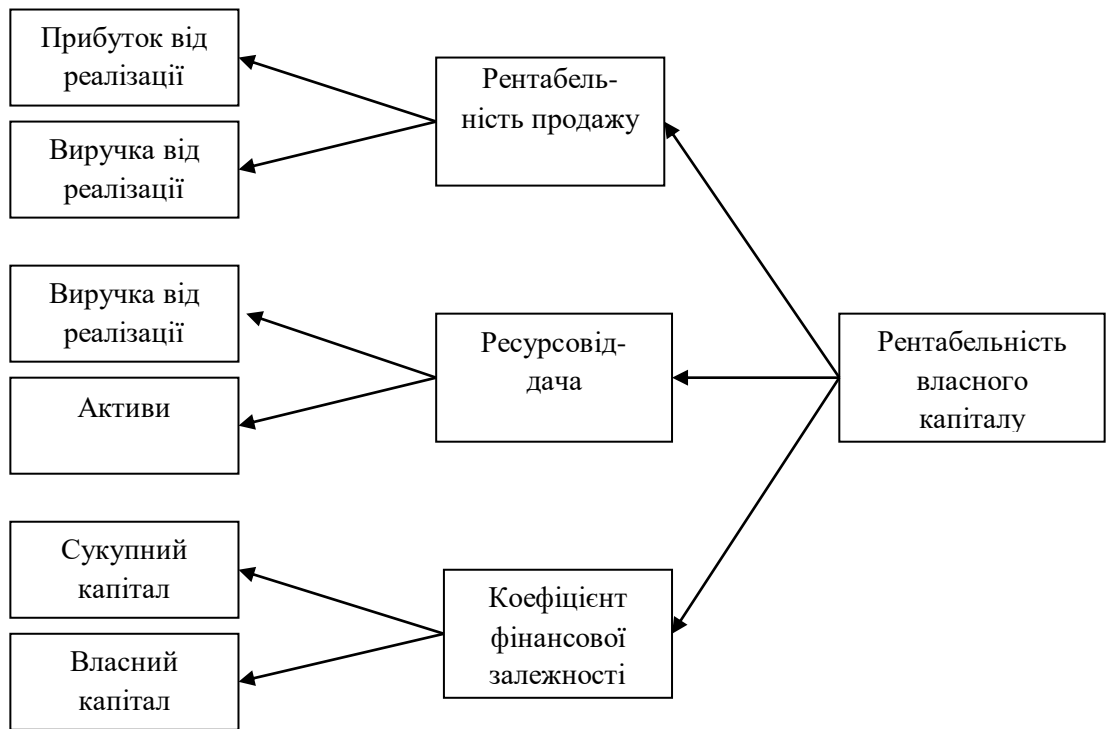 Прибуток від
реалізації
Виручка від
реалізації
Рентабель-
ність продажу
Виручка від
реалізації
Активи
Ресурсовід-
дача
Рентабельність
власного
капіталу
Сукупний
капітал
Власний
капітал
Коефіцієнт
фінансової
залежності